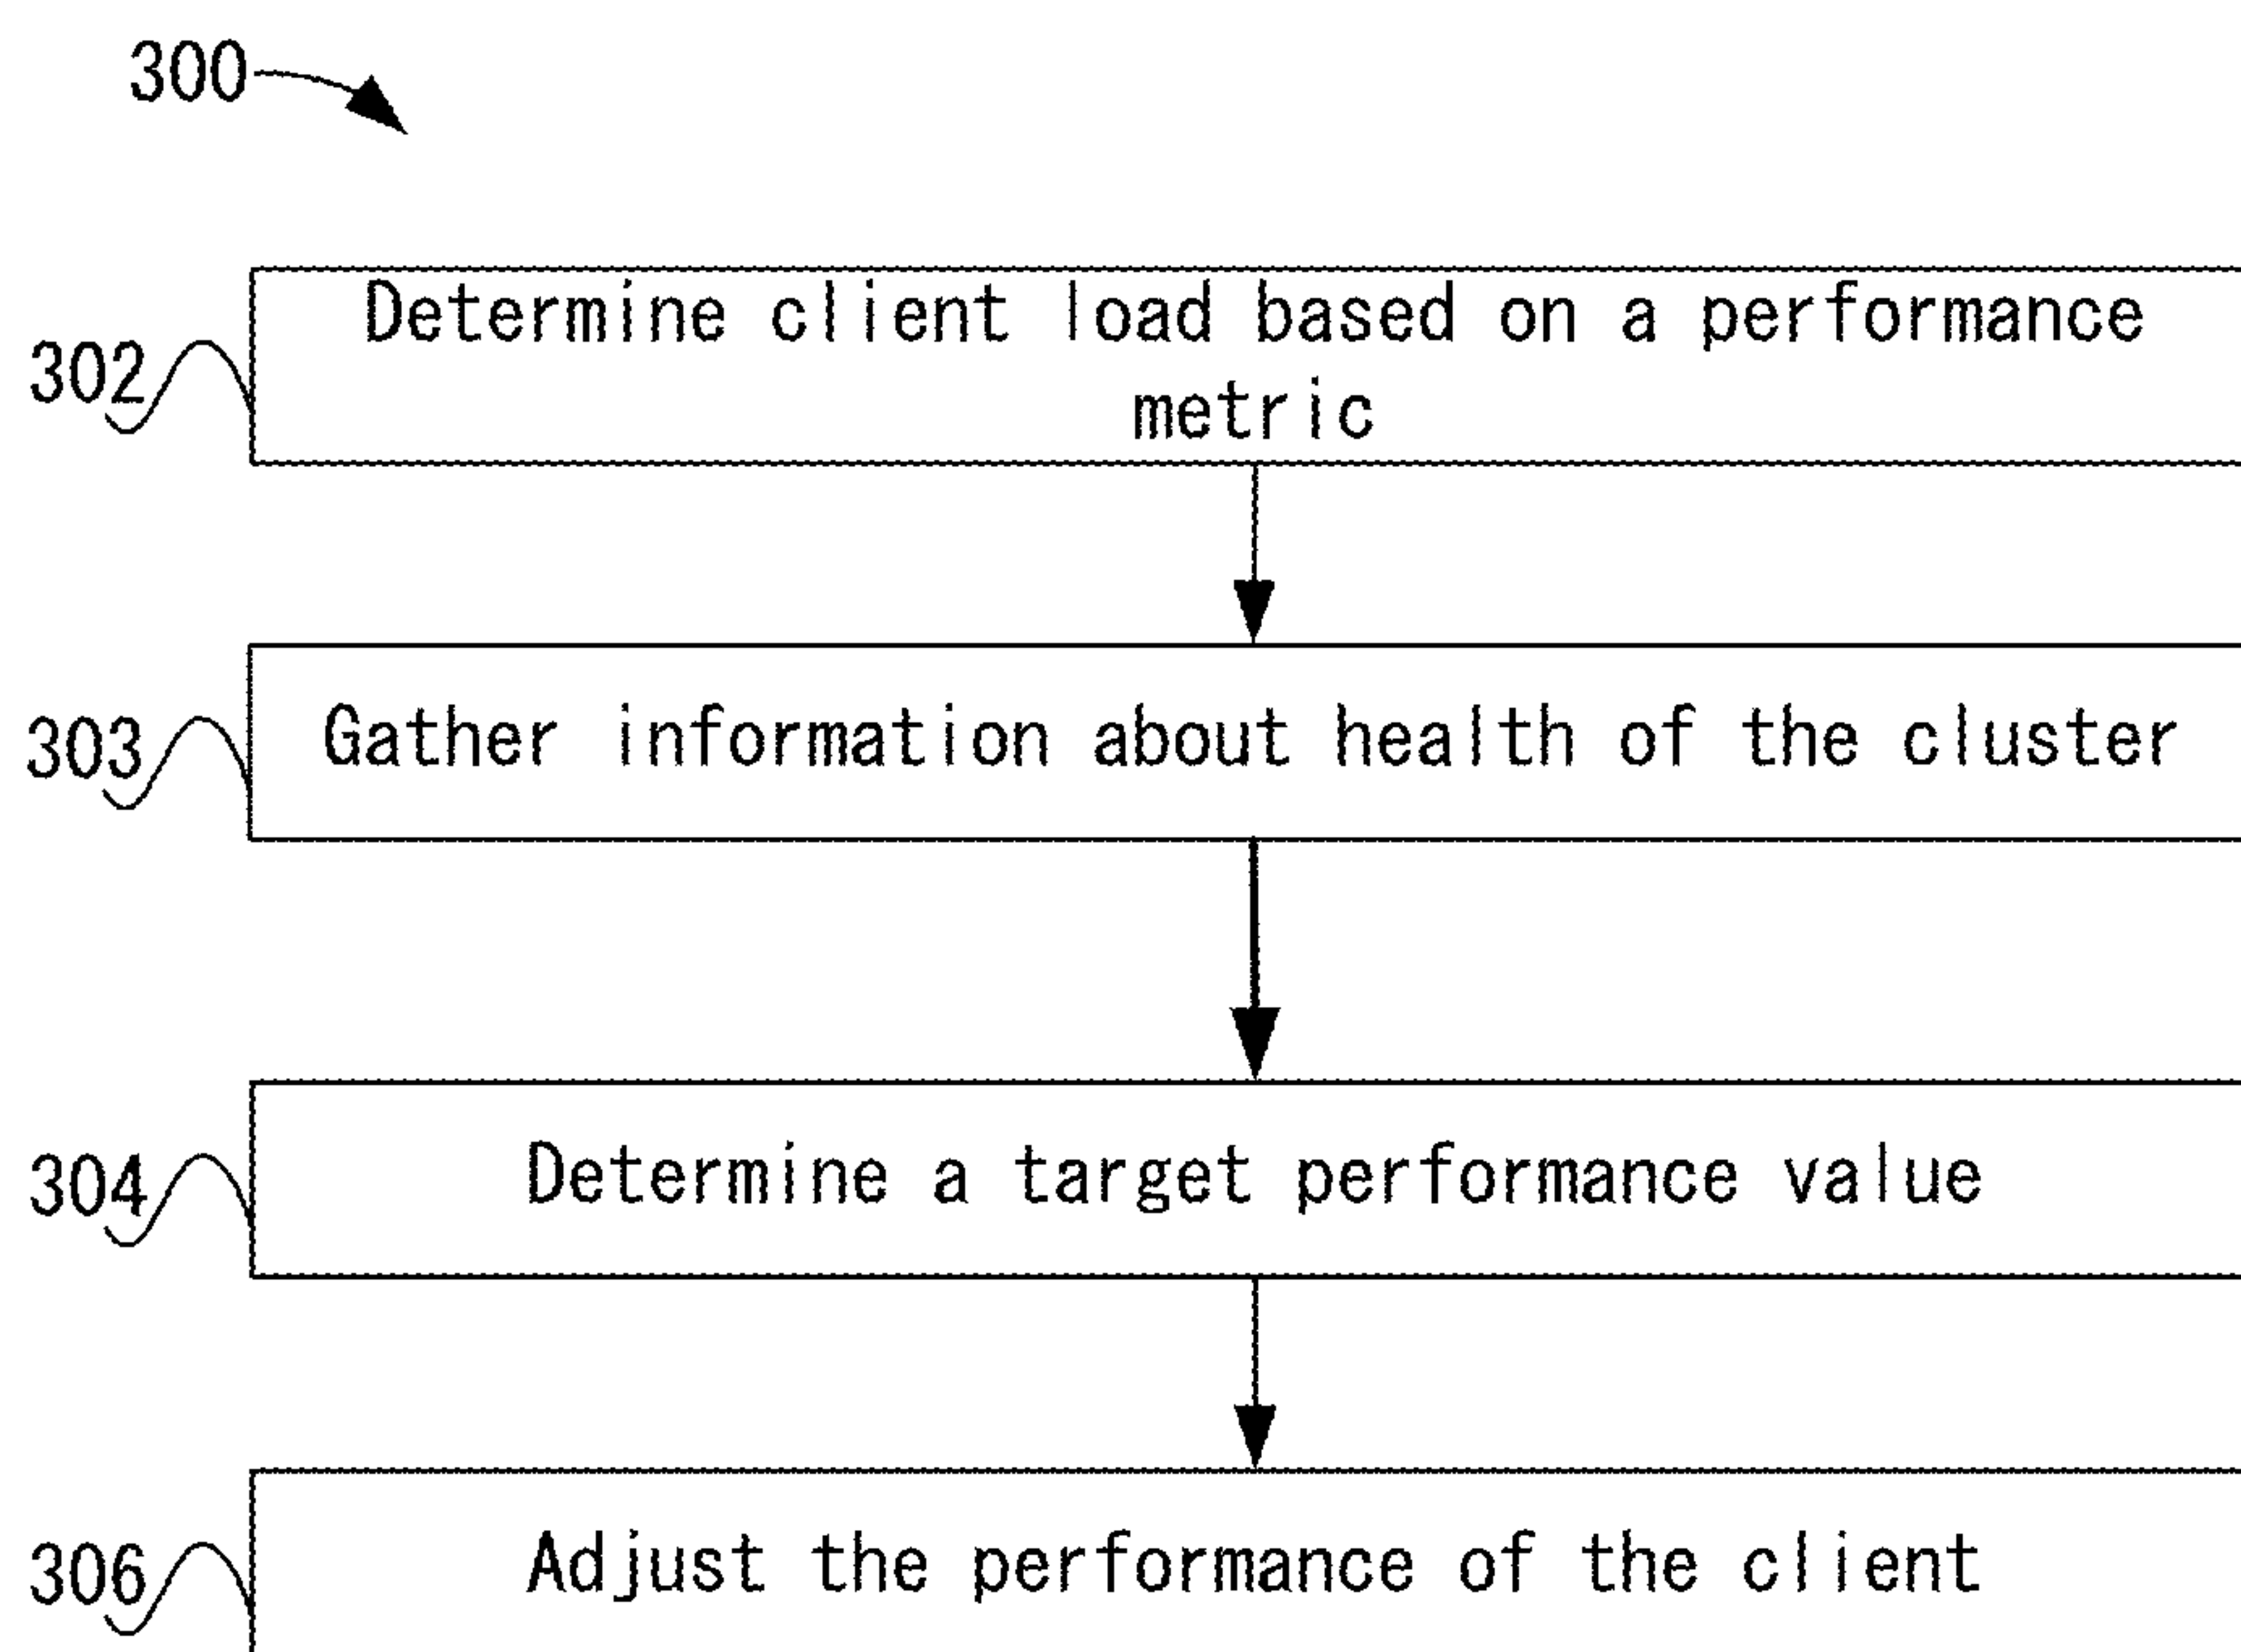 300
302
Determine client load based on a performance
metric
303
Gather information about health of the cluster
304
Determine a target performance value
306
Adjust the performance of the client